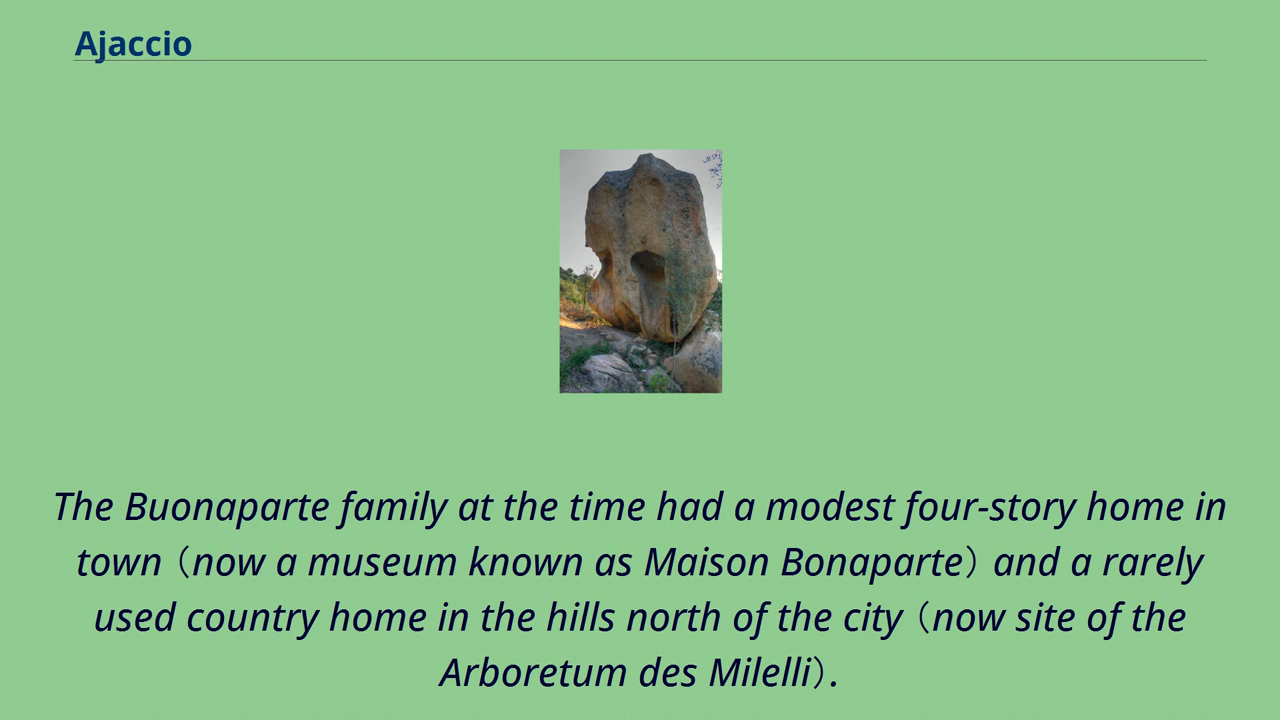 Ajaccio
The Buonaparte family at the time had a modest four-story home in
town (now a museum known as Maison Bonaparte) and a rarely
used country home in the hills north of the city (now site of the
Arboretum des Milelli).